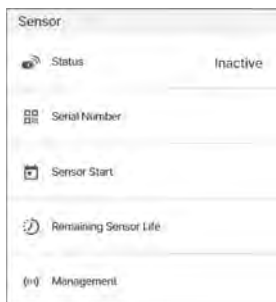 Sensor
Status Inactive
Serial Number
Sensor Start
Remaining Sensor Life
Management